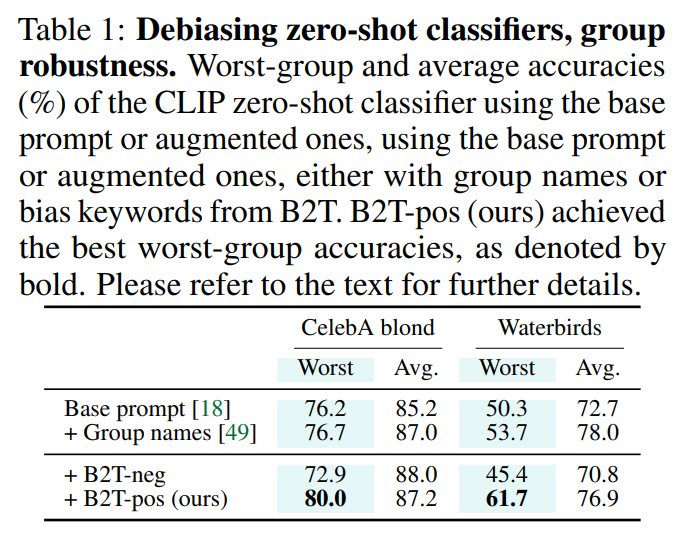 Table 1: Debiasing zero-shot classifiers, group
robustness. Worst-group and average accuracies
(%) of the CLIP zero-shot classifier using the base
prompt or augmented ones, using the base prompt
or augmented ones, either with group names or
bias keywords from B2T. B2T-pos (ours) achieved
the best worst-group accuracies, as denoted by
bold. Please refer to the text for further details.
CelebA blond Waterbirds
Worst Avg. Worst Avg.
Base prompt [18] 76.2 85.2 50.3 72.7
+ Group names [49] 76.7 87.0 53.7 78.0
+ B2T-neg 72.9 88.0 45.4 70.8
+ B2T-pos (ours) 80.0 87.2 61.7 76.9